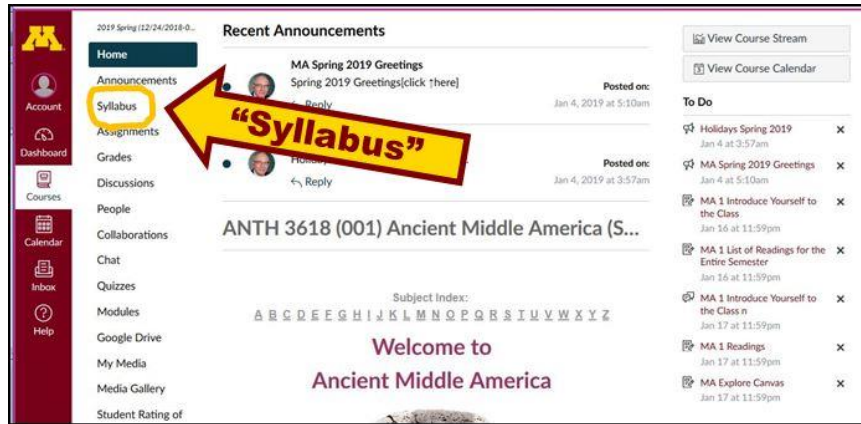 M
Account
Dashboard
Courses
Calendar
Inbox
Help
2019 Spring (12/24/2018-0...
Home
Announcements
Syllabus
Assignments
Grades
Discussions
People
Collaborations
Chat
Quizzes
Modules
Google Drive
My Media
Media Gallery
Student Rating of
Recent Announcements
MA Spring 2019 Greetings
Spring 2019 Greetings[click ↑here]
Reply
Posted on:
Jan 4, 2019 at 5:10am
“Syllabus”
Reply
Posted on:
Jan 4, 2019 at 3:57am
ANTH 3618 (001) Ancient Middle America (S...
Subject Index:
A B C D E F G H I J K L M N O P Q R S T U V W X Y Z
Welcome to
Ancient Middle America
View Course Stream
View Course Calendar
To Do
Holidays Spring 2019
Jan 4 at 3:57am
MA Spring 2019 Greetings
Jan 4 at 5:10am
MA 1 Introduce Yourself to
the Class
Jan 16 at 11:59pm
MA 1 List of Readings for the
Entire Semester
Jan 16 at 11:59pm
MA 1 Introduce Yourself to
the Class n
Jan 17 at 11:59pm
MA 1 Readings
Jan 17 at 11:59pm
MA Explore Canvas
Jan 17 at 11:59pm